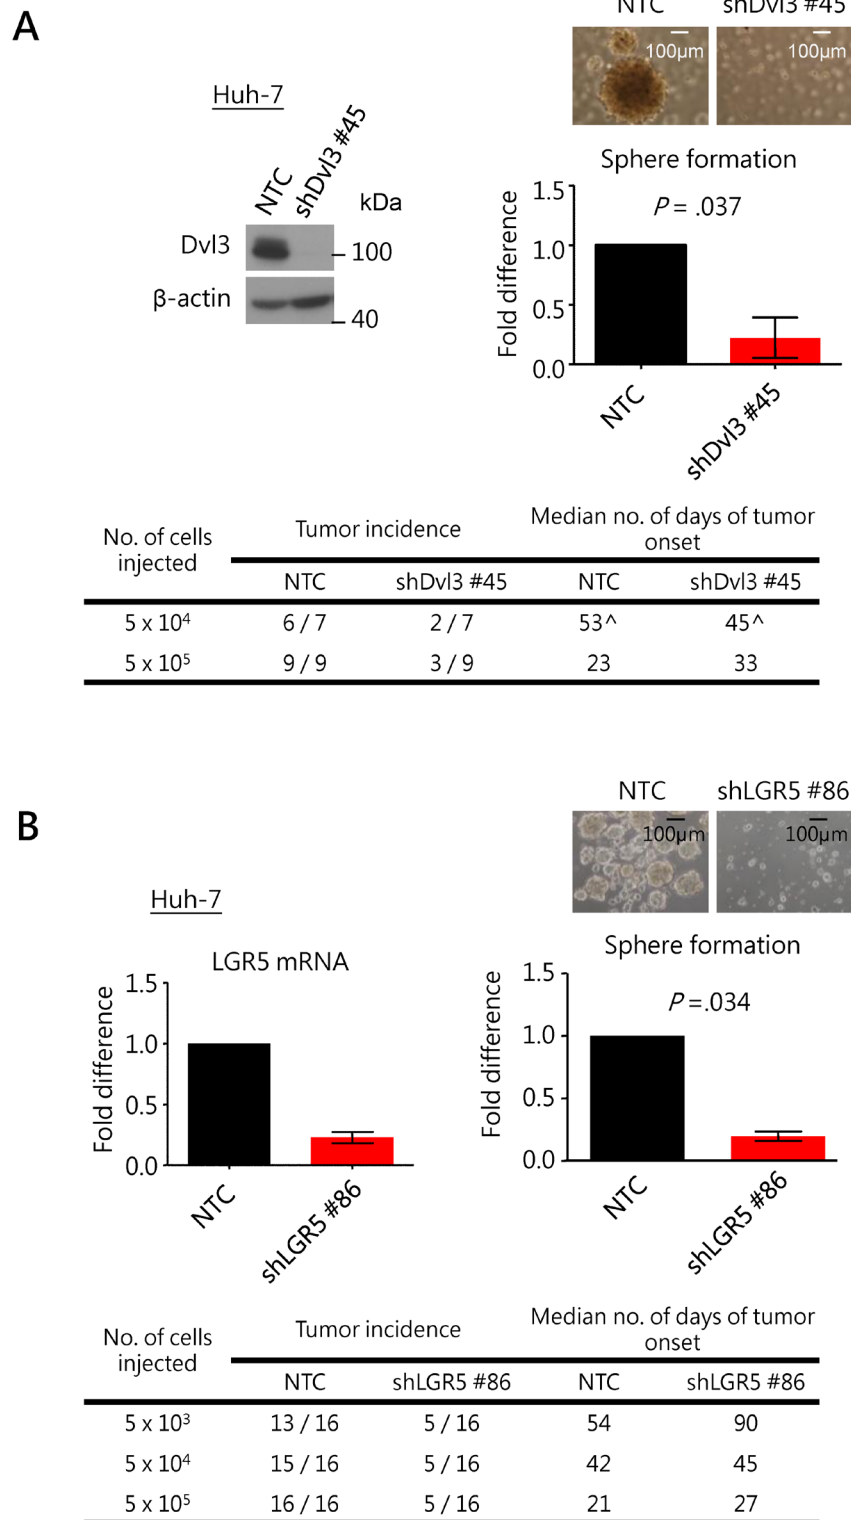 A
NTC shDvl3 #45
100µm 100µm
Huh-7
NTC
shDvl3 #45
kDa
Dvl3
100
β-actin
40
Sphere formation
P = .037
Fold difference
1.5
1.0
0.5
0.0
NTC
shDvl3 #45
No. of cells injected
Tumor incidence
Median no. of days of tumor onset
NTC shDvl3 #45 NTC shDvl3 #45
5 x 10⁴ 6 / 7 2 / 7 53^ 45^
5 x 10⁵ 9 / 9 3 / 9 23 33
B
NTC shLGR5 #86
100µm 100µm
Huh-7
LGR5 mRNA
Fold difference
1.5
1.0
0.5
0.0
NTC
shLGR5 #86
Sphere formation
P =.034
Fold difference
1.5
1.0
0.5
0.0
NTC
shLGR5 #86
No. of cells injected
Tumor incidence
Median no. of days of tumor onset
NTC shLGR5 #86 NTC shLGR5 #86
5 x 10³ 13 / 16 5 / 16 54 90
5 x 10⁴ 15 / 16 5 / 16 42 45
5 x 10⁵ 16 / 16 5 / 16 21 27